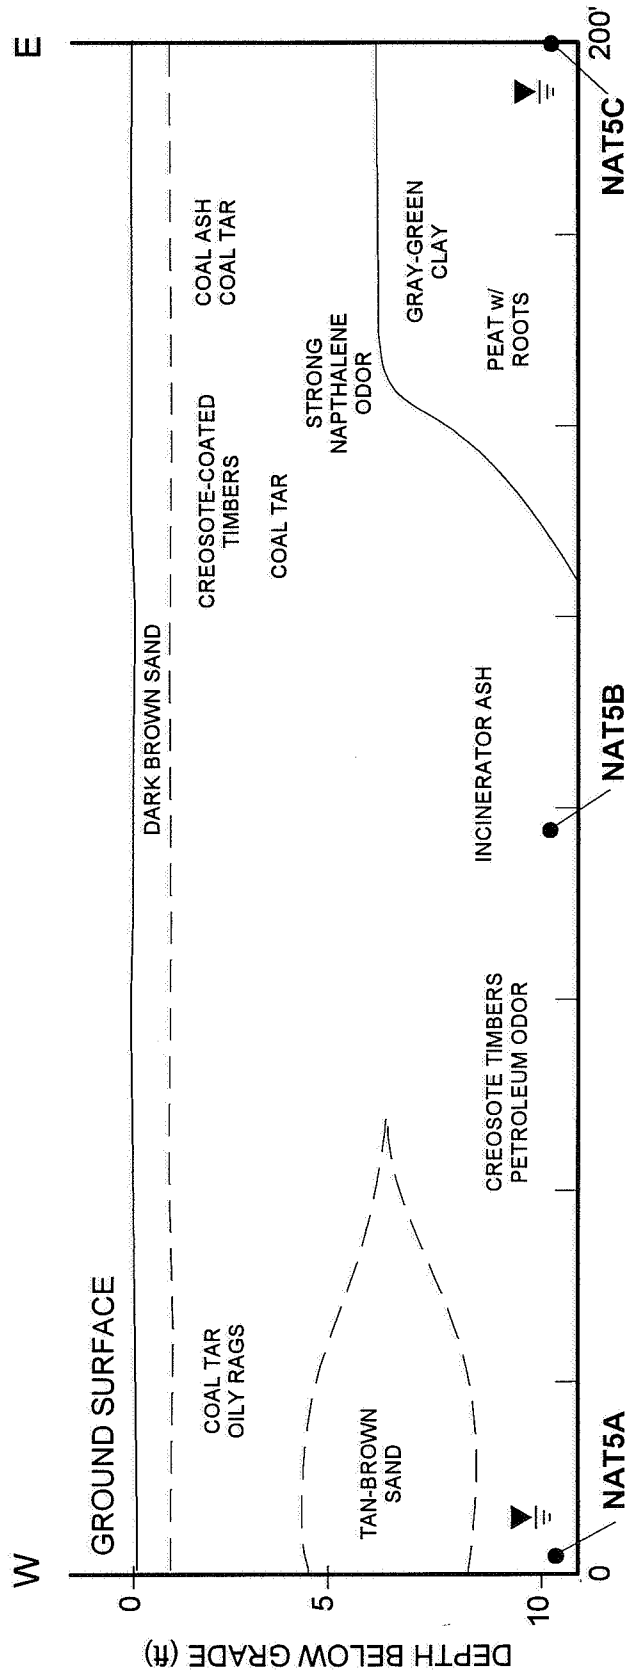 W
E
GROUND SURFACE
DARK BROWN SAND
COAL TAR
OILY RAGS
CREOSOTE-COATED
TIMBERS
COAL TAR
COAL ASH
COAL TAR
STRONG
NAPTHALENE
ODOR
TAN-BROWN
SAND
GRAY-GREEN
CLAY
CREOSOTE TIMBERS
PETROLEUM ODOR
INCINERATOR ASH
PEAT w/
ROOTS
DEPTH BELOW GRADE (ft)
0
5
10
0
200'
NAT5A
NAT5B
NAT5C